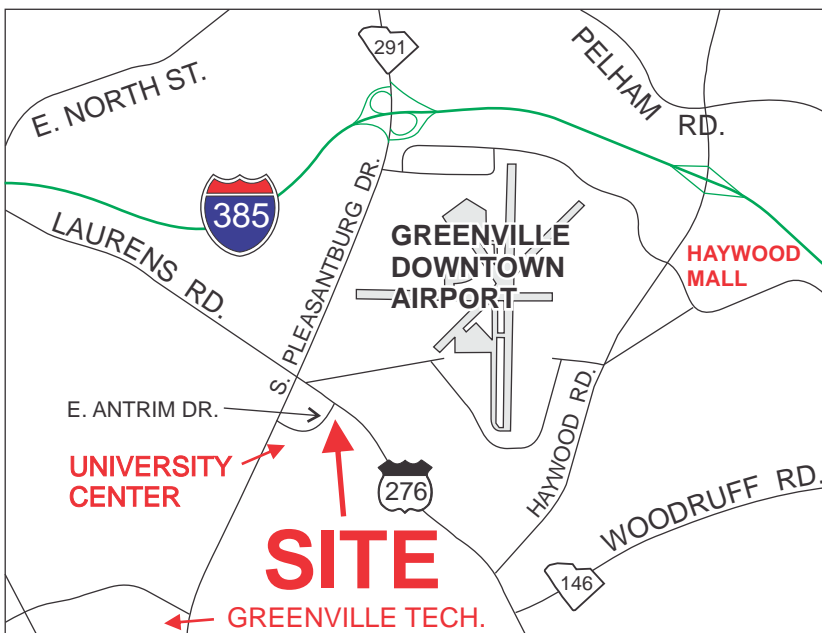 291
PELHAM
RD.
E. NORTH ST.
385
S. PLEASANTBURG DR.
LAURENS RD.
GREENVILLE
DOWNTOWN
AIRPORT
HAYWOOD
MALL
E. ANTRIM DR.
HAYWOOD RD.
UNIVERSITY
CENTER
276
WOODRUFF RD.
SITE
146
GREENVILLE TECH.